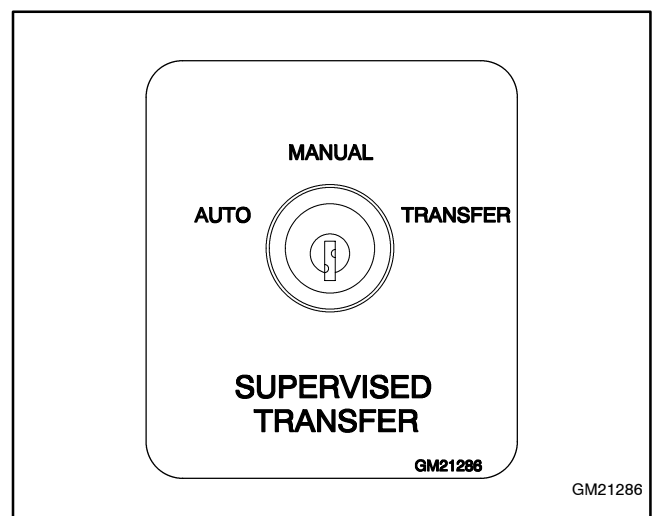 MANUAL
AUTO TRANSFER
SUPERVISED
TRANSFER
GM21286
GM21286